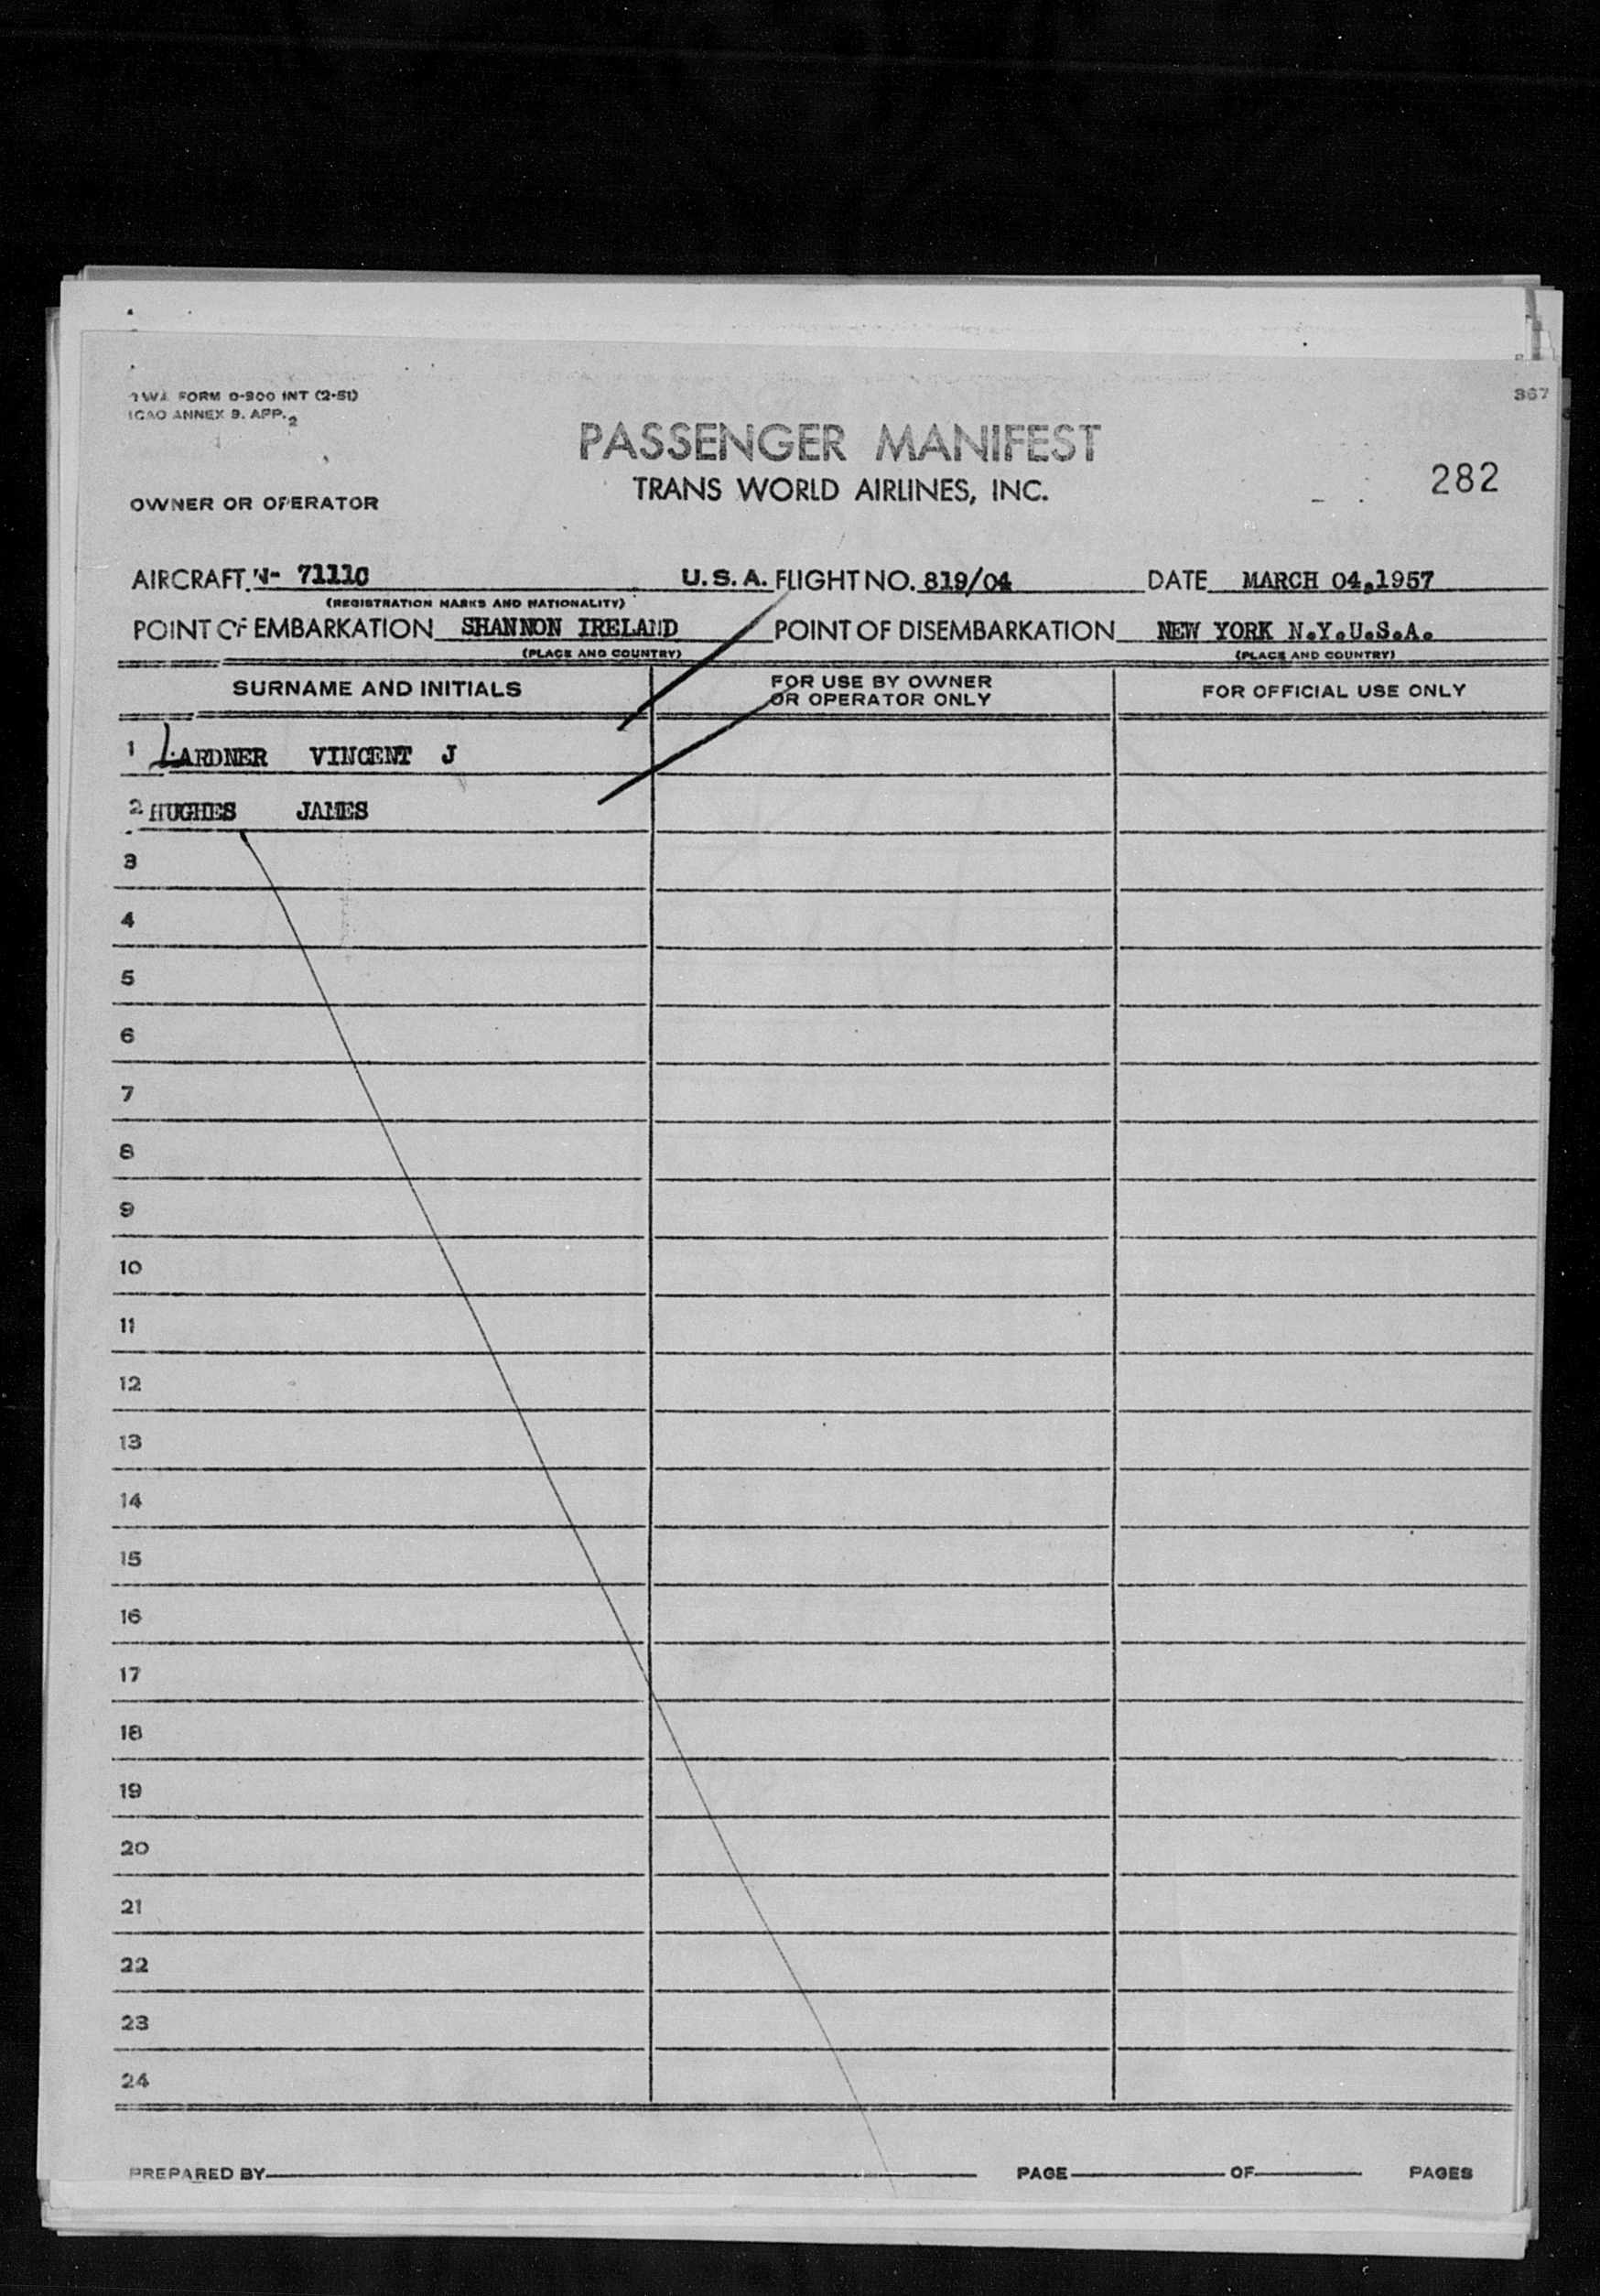 TWA FORM O-900 INT (2-51)
ICAO ANNEX 9. APP. 2
367
PASSENGER MANIFEST
TRANS WORLD AIRLINES, INC.
282
OWNER OR OPERATOR
AIRCRAFT N- 7111C U.S.A. FLIGHT NO. 819/04 DATE MARCH 04,1957
(REGISTRATION MARKS AND NATIONALITY)
POINT OF EMBARKATION SHANNON IRELAND POINT OF DISEMBARKATION NEW YORK N.Y.U.S.A.
(PLACE AND COUNTRY) (PLACE AND COUNTRY)
SURNAME AND INITIALS FOR USE BY OWNER OR OPERATOR ONLY FOR OFFICIAL USE ONLY
1 LARDNER VINCENT J
2 HUGHES JAMES
3
4
5
6
7
8
9
10
11
12
13
14
15
16
17
18
19
20
21
22
23
24
PREPARED BY PAGE OF PAGES